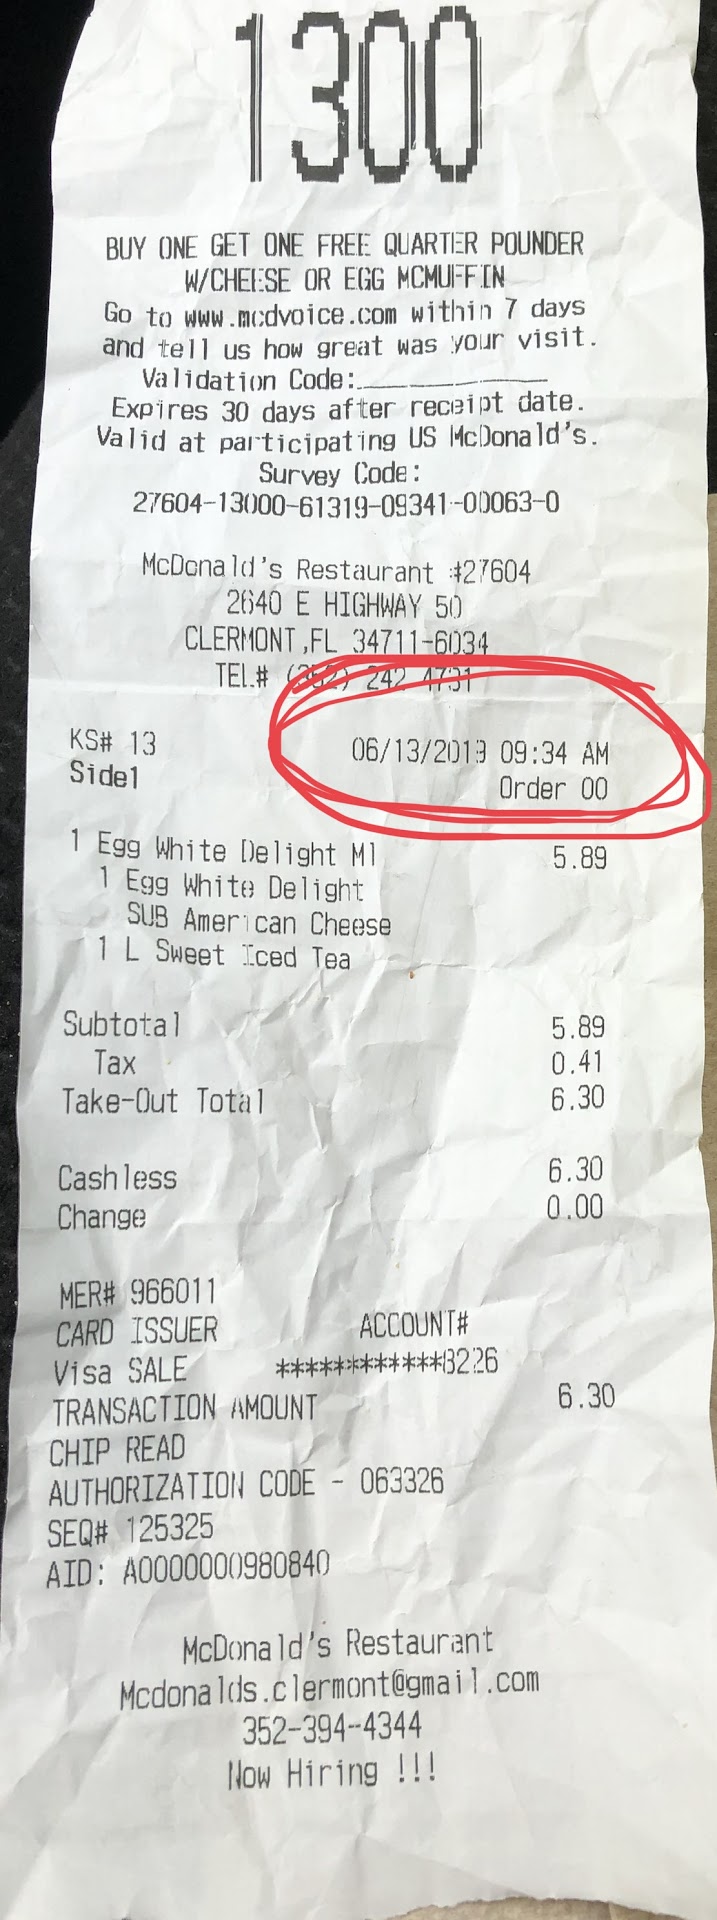 1300
BUY ONE GET ONE FREE QUARTER POUNDER
W/CHEESE OR EGG MCMUFFIN
Go to www.mcdvoice.com within 7 days
and tell us how great was your visit.
Validation Code:__________
Expires 30 days after receipt date.
Valid at participating US McDonald's.
Survey Code:
27604-13000-61319-09341-00063-0
McDonald's Restaurant #27604
2640 E HIGHWAY 50
CLERMONT,FL 34711-6034
TEL# (352) 242 4731
KS# 13 06/13/2019 09:34 AM
Side1 Order 00
1 Egg White Delight Ml 5.89
1 Egg White Delight
SUB American Cheese
1 L Sweet Iced Tea
Subtotal 5.89
Tax 0.41
Take-Out Total 6.30
Cashless 6.30
Change 0.00
MER# 966011
CARD ISSUER ACCOUNT#
Visa SALE ************3226
TRANSACTION AMOUNT 6.30
CHIP READ
AUTHORIZATION CODE - 063326
SEQ# 125325
AID: A0000000980840
McDonald's Restaurant
Mcdonalds.clermont@gmail.com
352-394-4344
Now Hiring !!!